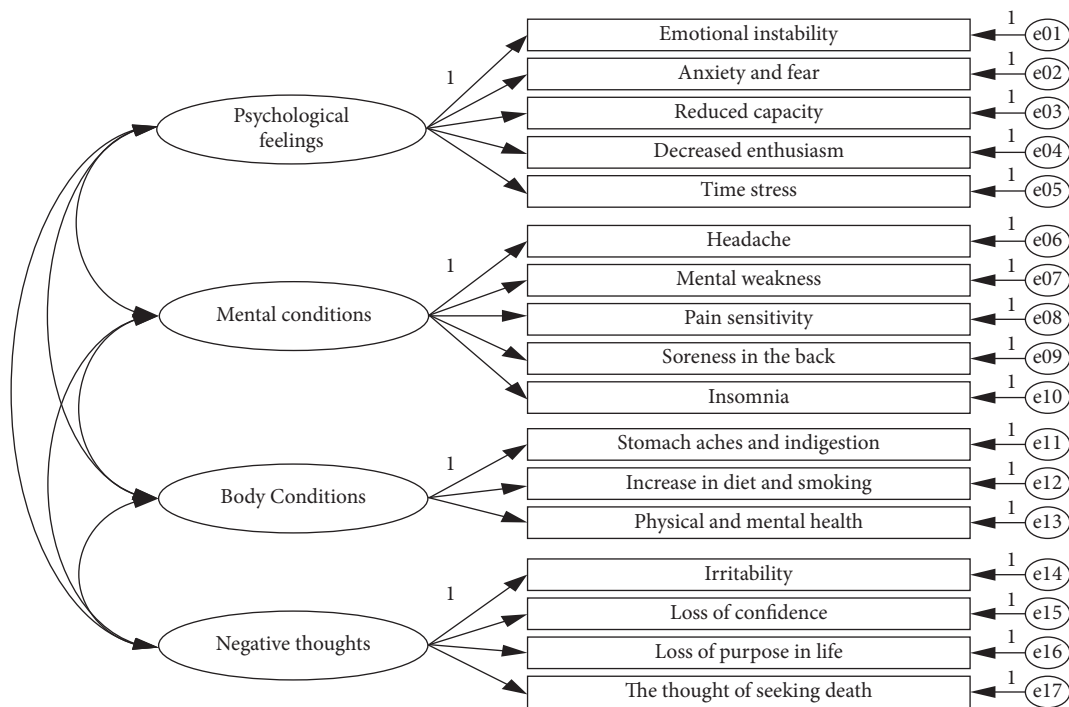 Psychological
feelings
1
Emotional instability
1
e01
Anxiety and fear
1
e02
Reduced capacity
1
e03
Decreased enthusiasm
1
e04
Time stress
1
e05
Mental conditions
1
Headache
1
e06
Mental weakness
1
e07
Pain sensitivity
1
e08
Soreness in the back
1
e09
Insomnia
1
e10
Body Conditions
1
Stomach aches and indigestion
1
e11
Increase in diet and smoking
1
e12
Physical and mental health
1
e13
Negative thoughts
1
Irritability
1
e14
Loss of confidence
1
e15
Loss of purpose in life
1
e16
The thought of seeking death
1
e17